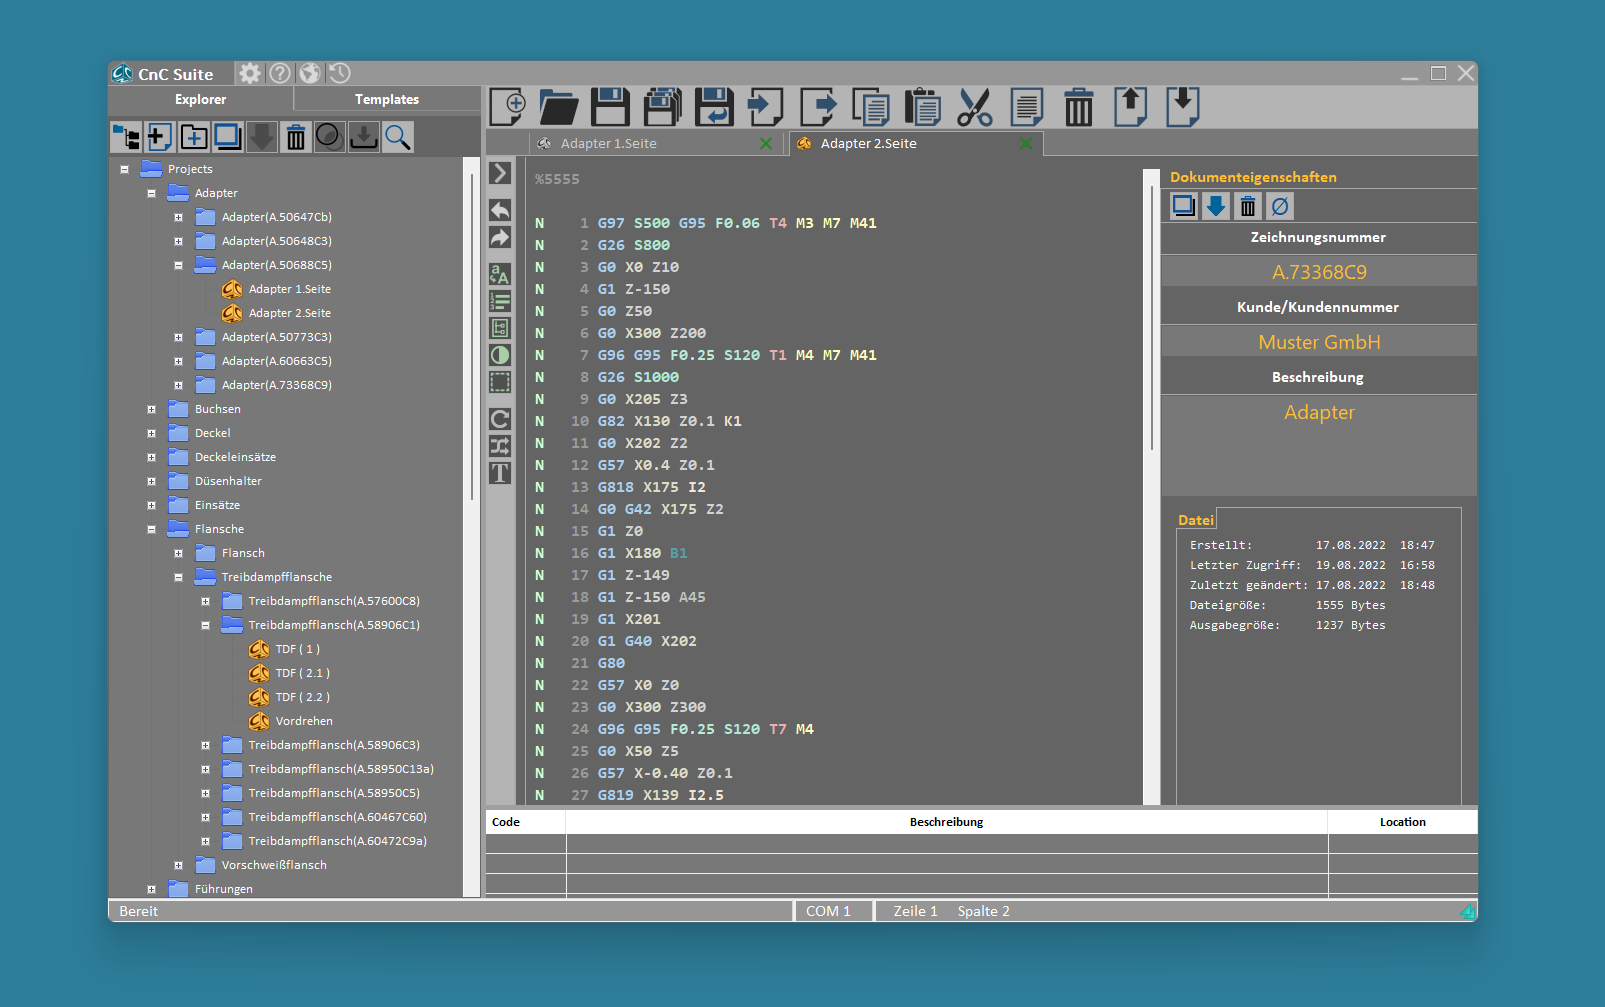 CnC Suite
Explorer
Templates
Projects
Adapter
Adapter(A.50647Cb)
Adapter(A.50648C3)
Adapter(A.50688C5)
Adapter 1.Seite
Adapter 2.Seite
Adapter(A.50773C3)
Adapter(A.60663C5)
Adapter(A.73368C9)
Buchsen
Deckel
Deckeleinsätze
Düsenhalter
Einsätze
Flansche
Flansch
Treibdampfflansche
Treibdampfflansch(A.57600C8)
Treibdampfflansch(A.58906C1)
TDF ( 1 )
TDF ( 2.1 )
TDF ( 2.2 )
Vordrehen
Treibdampfflansch(A.58906C3)
Treibdampfflansch(A.58950C13a)
Treibdampfflansch(A.58950C5)
Treibdampfflansch(A.60467C60)
Treibdampfflansch(A.60472C9a)
Vorschweißflansch
Führungen
Adapter 1.Seite
Adapter 2.Seite
%5555
N 1 G97 S500 G95 F0.06 T4 M3 M7 M41
N 2 G26 S800
N 3 G0 X0 Z10
N 4 G1 Z-150
N 5 G0 Z50
N 6 G0 X300 Z200
N 7 G96 G95 F0.25 S120 T1 M4 M7 M41
N 8 G26 S1000
N 9 G0 X205 Z3
N 10 G82 X130 Z0.1 K1
N 11 G0 X202 Z2
N 12 G57 X0.4 Z0.1
N 13 G818 X175 I2
N 14 G0 G42 X175 Z2
N 15 G1 Z0
N 16 G1 X180 B1
N 17 G1 Z-149
N 18 G1 Z-150 A45
N 19 G1 X201
N 20 G1 G40 X202
N 21 G80
N 22 G57 X0 Z0
N 23 G0 X300 Z300
N 24 G96 G95 F0.25 S120 T7 M4
N 25 G0 X50 Z5
N 26 G57 X-0.40 Z0.1
N 27 G819 X139 I2.5
Dokumenteigenschaften
Zeichnungsnummer
A.73368C9
Kunde/Kundennummer
Muster GmbH
Beschreibung
Adapter
Datei
Erstellt: 17.08.2022 18:47
Letzter Zugriff: 19.08.2022 16:58
Zuletzt geändert: 17.08.2022 18:48
Dateigröße: 1555 Bytes
Ausgabegröße: 1237 Bytes
Code Beschreibung Location
Bereit
COM 1
Zeile 1 Spalte 2